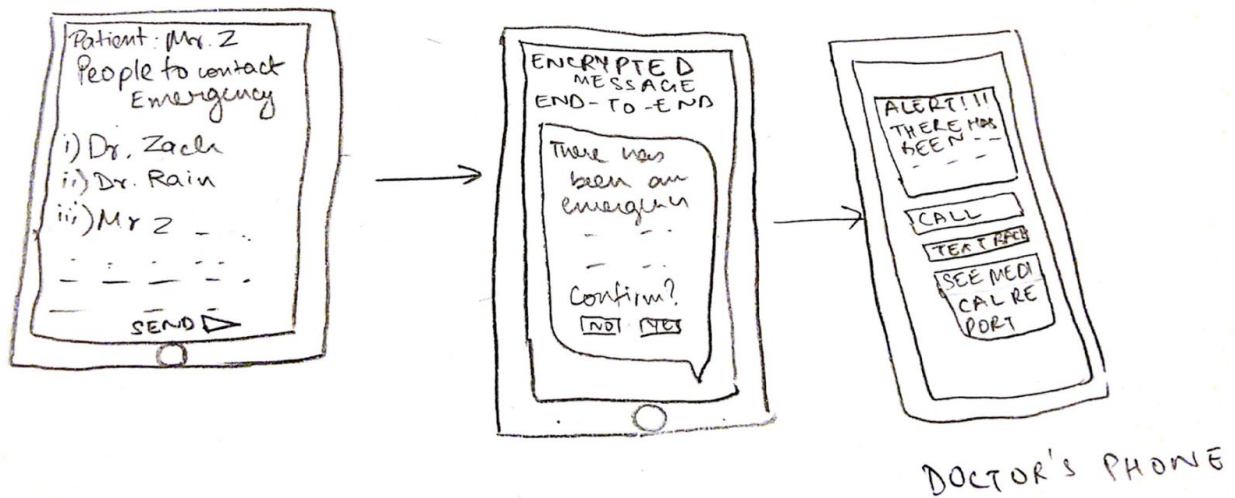 Patient: Mr. Z
People to contact
Emergency
i) Dr. Zach
ii) Dr. Rain
iii) Mr Z
SEND
ENCRYPTED
MESSAGE
END-TO-END
There has
been an
emergency
Confirm?
NO YES
ALERT!!!
THERE HAS
BEEN
CALL
TEXT BACK
SEE MEDI
CAL RE
PORT
DOCTOR'S PHONE